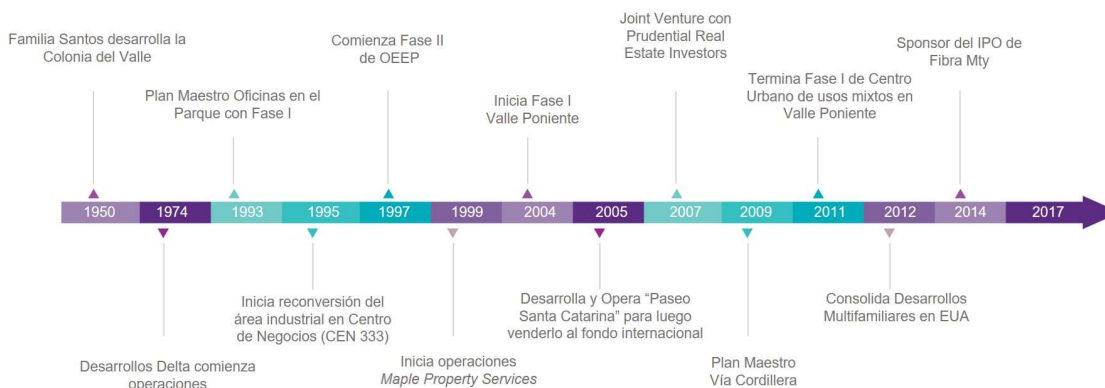 Familia Santos desarrolla la
Colonia del Valle
Plan Maestro Oficinas en el
Parque con Fase I
Comienza Fase II
de OEEP
Inicia Fase I
Valle Poniente
Joint Venture con
Prudential Real
Estate Investors
Termina Fase I de Centro
Urbano de usos mixtos en
Valle Poniente
Sponsor del IPO de
Fibra Mty
1950 1974 1993 1995 1997 1999 2004 2005 2007 2009 2011 2012 2014 2017
Desarrollos Delta comienza
operaciones
Inicia reconversión del
área industrial en Centro
de Negocios (CEN 333)
Inicia operaciones
Maple Property Services
Desarrolla y Opera “Paseo
Santa Catarina” para luego
venderlo al fondo internacional
Plan Maestro
Vía Cordillera
Consolida Desarrollos
Multifamiliares en EUA